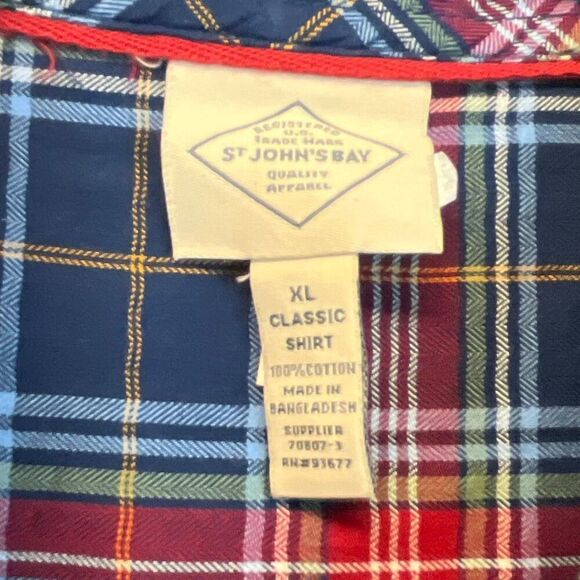 REGISTERED
U.S.
TRADE MARK
ST JOHN'S BAY
QUALITY
APPAREL
XL
CLASSIC
SHIRT
100% COTTON
MADE IN
BANGLADESH
SUPPLIER
70807-3
RN#93677